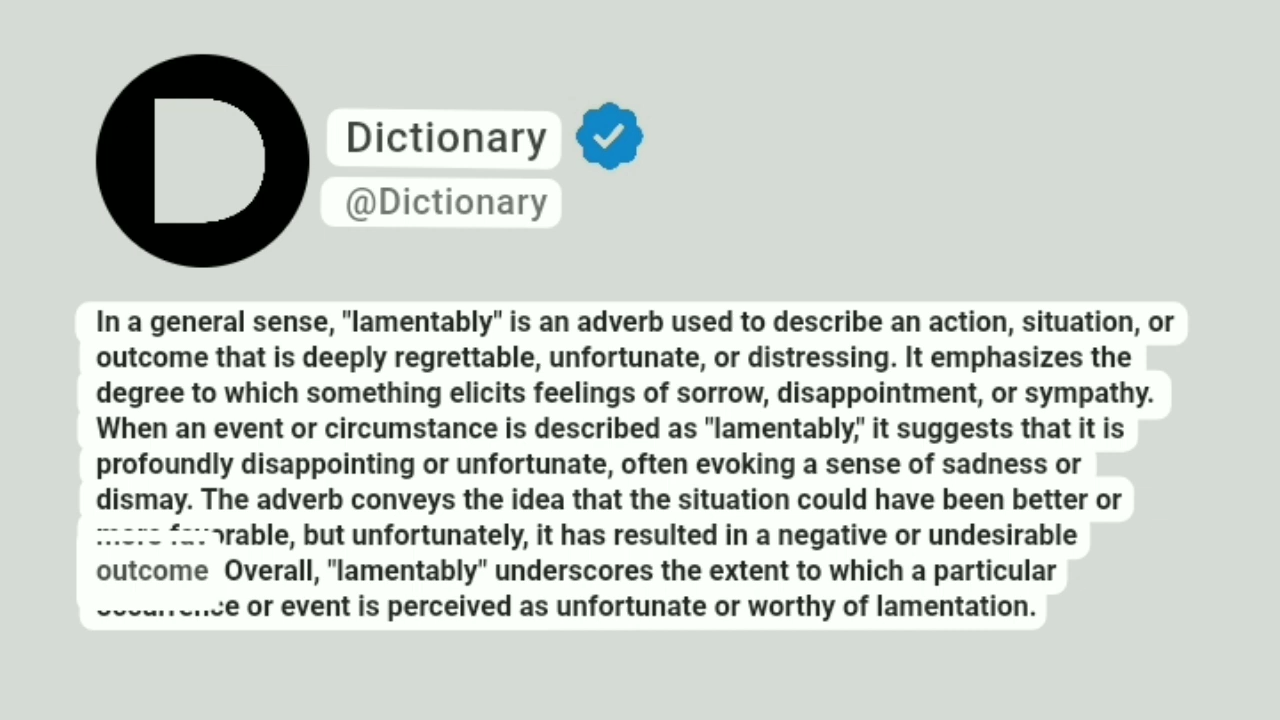 D
Dictionary
@Dictionary
In a general sense, "lamentably" is an adverb used to describe an action, situation, or
outcome that is deeply regrettable, unfortunate, or distressing. It emphasizes the
degree to which something elicits feelings of sorrow, disappointment, or sympathy.
When an event or circumstance is described as "lamentably," it suggests that it is
profoundly disappointing or unfortunate, often evoking a sense of sadness or
dismay. The adverb conveys the idea that the situation could have been better or
more favorable, but unfortunately, it has resulted in a negative or undesirable
outcome Overall, "lamentably" underscores the extent to which a particular
occurrence or event is perceived as unfortunate or worthy of lamentation.